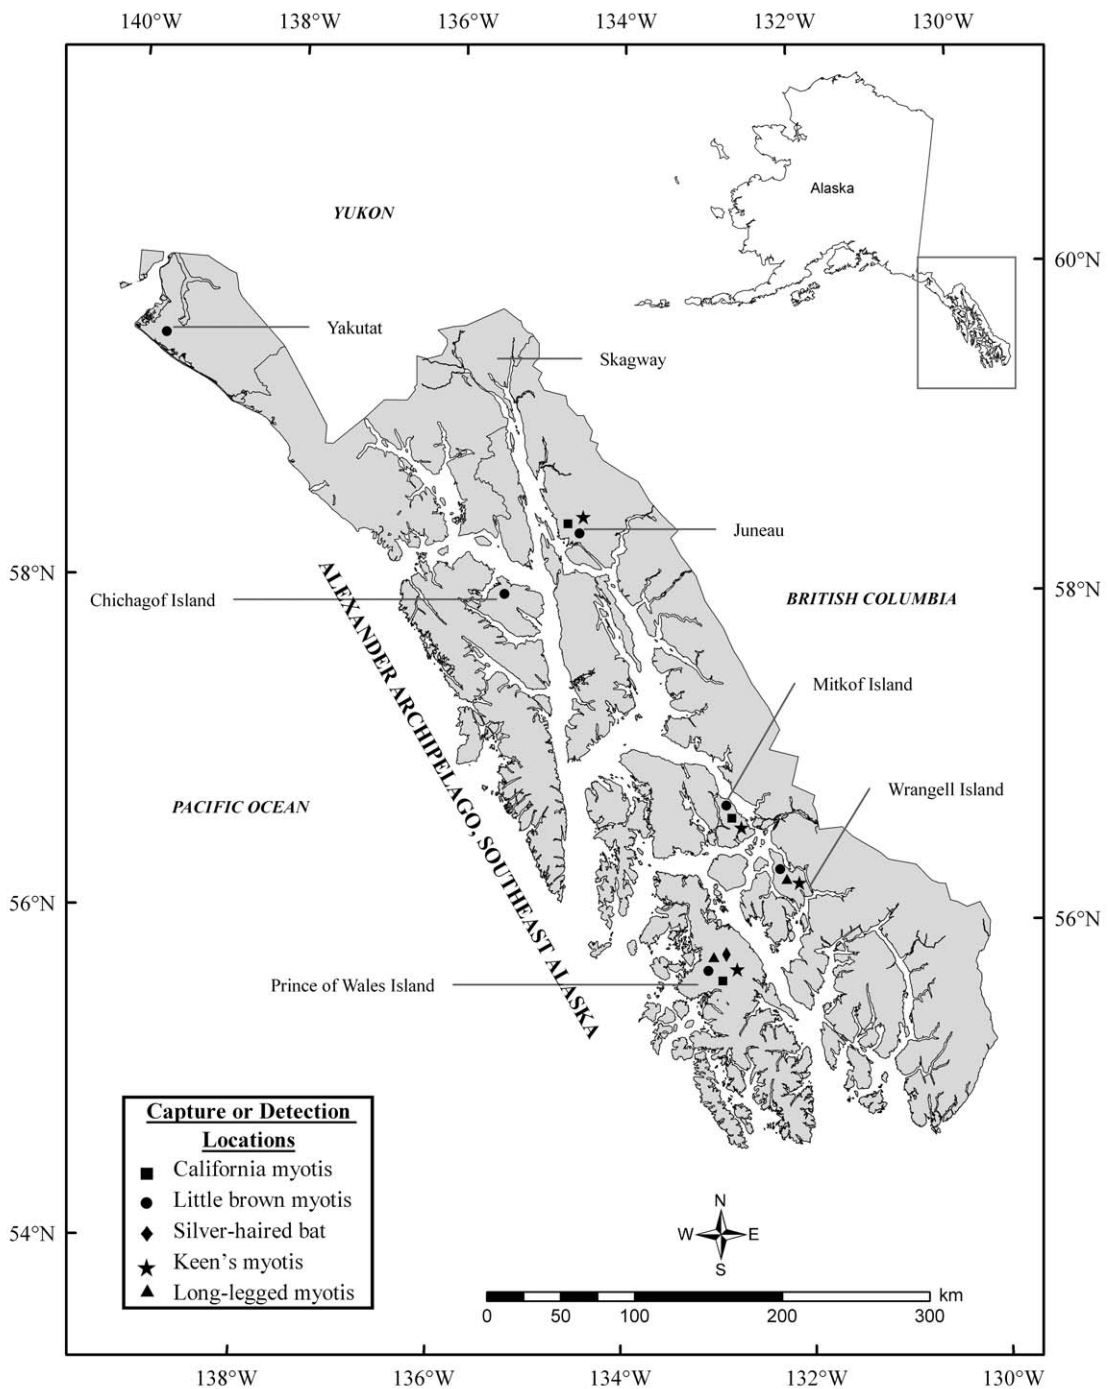 140°W 138°W 136°W 134°W 132°W 130°W
Alaska
YUKON
60°N
Yakutat
Skagway
Juneau
58°N
58°N
Chichagof Island
BRITISH COLUMBIA
ALEXANDER ARCHIPELAGO, SOUTHEAST ALASKA
Mitkof Island
Wrangell Island
PACIFIC OCEAN
56°N
56°N
Prince of Wales Island
Capture or Detection
Locations
California myotis
Little brown myotis
Silver-haired bat
Keen's myotis
Long-legged myotis
54°N
N
W E
S
km
0 50 100 200 300
138°W 136°W 134°W 132°W 130°W